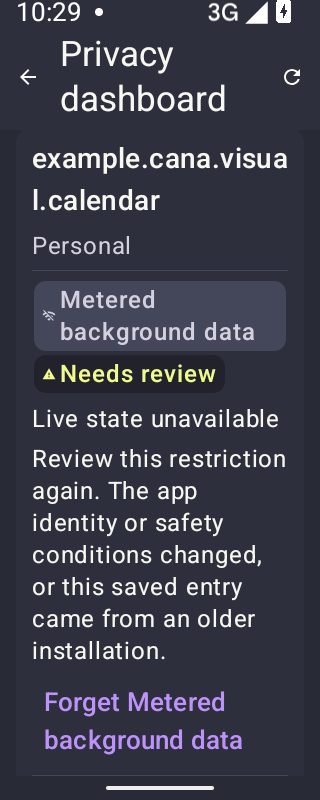 10:29
3G
Privacy
dashboard
example.cana.visua
l.calendar
Personal
Metered
background data
Needs review
Live state unavailable
Review this restriction
again. The app
identity or safety
conditions changed,
or this saved entry
came from an older
installation.
Forget Metered
background data